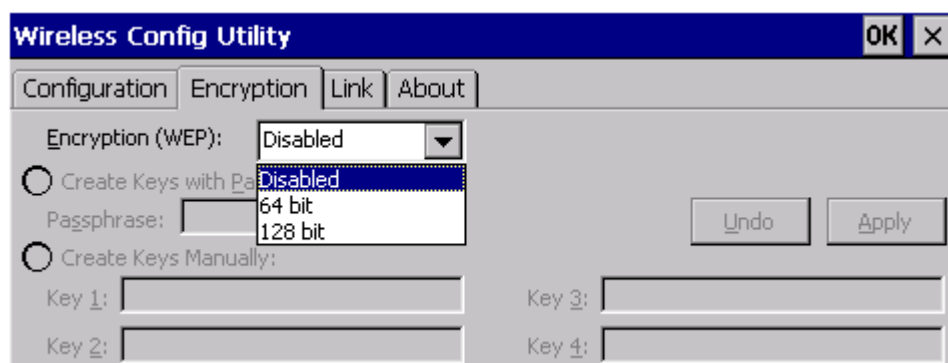 Wireless Config Utility OK ×
Configuration Encryption Link About
Encryption (WEP): Disabled
Create Keys with Pa
Disabled
64 bit
128 bit
Passphrase:
Undo Apply
Create Keys Manually:
Key 1: Key 3:
Key 2: Key 4: